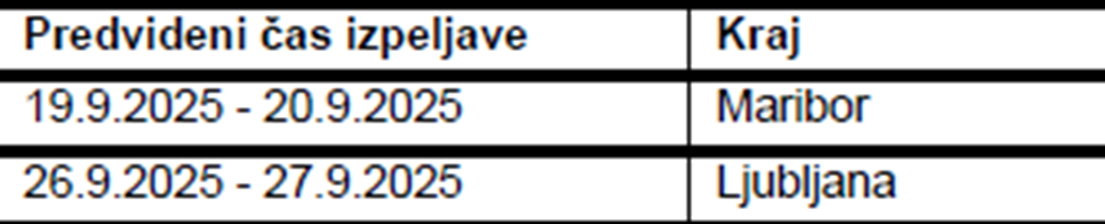 Predvideni čas izpeljave Kraj
19.9.2025 - 20.9.2025 Maribor
26.9.2025 - 27.9.2025 Ljubljana